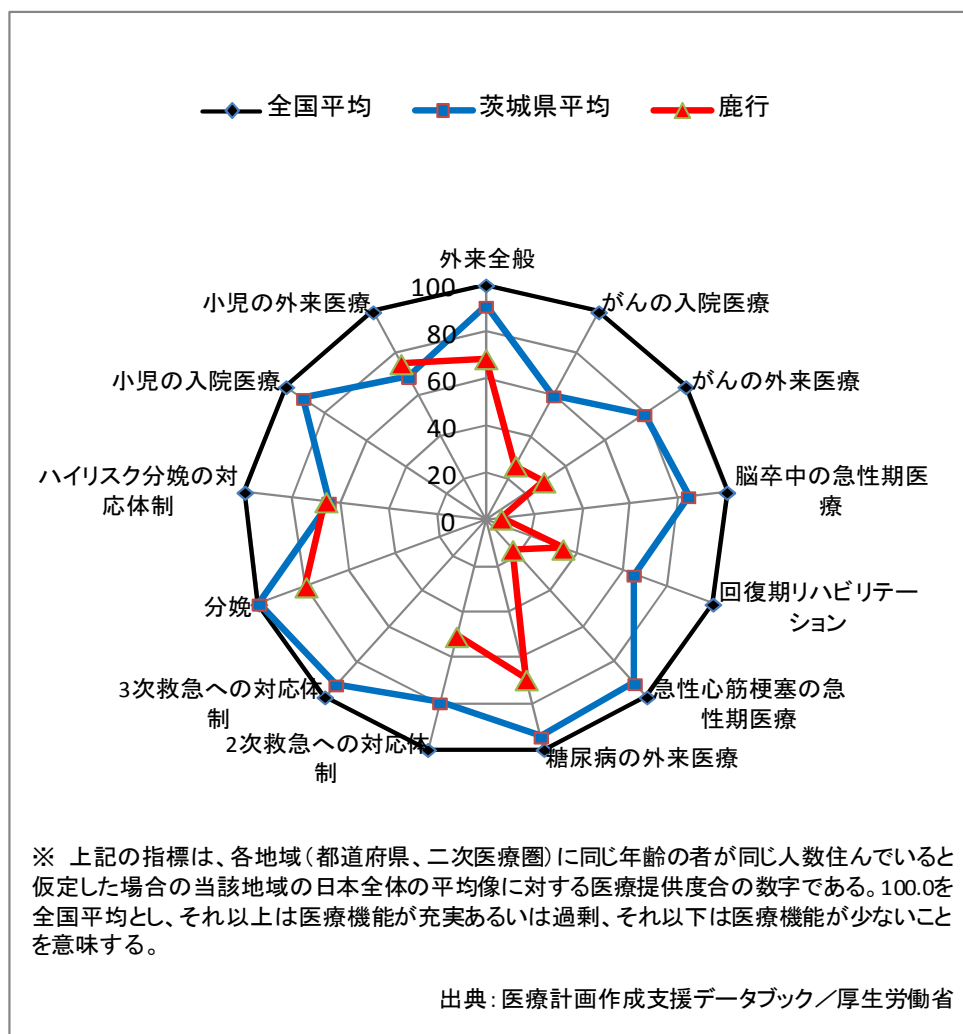 全国平均 茨城県平均 鹿行
外来全般
がんの入院医療
がんの外来医療
脳卒中の急性期医
療
回復期リハビリテー
ション
急性心筋梗塞の急
性期医療
糖尿病の外来医療
2次救急への対応体
制
3次救急への対応体
制
分娩
ハイリスク分娩の対
応体制
小児の入院医療
小児の外来医療
100
80
60
40
20
0
※ 上記の指標は、各地域(都道府県、二次医療圏)に同じ年齢の者が同じ人数住んでいると
仮定した場合の当該地域の日本全体の平均像に対する医療提供度合の数字である。100.0を
全国平均とし、それ以上は医療機能が充実あるいは過剰、それ以下は医療機能が少ないこと
を意味する。
出典:医療計画作成支援データブック/厚生労働省